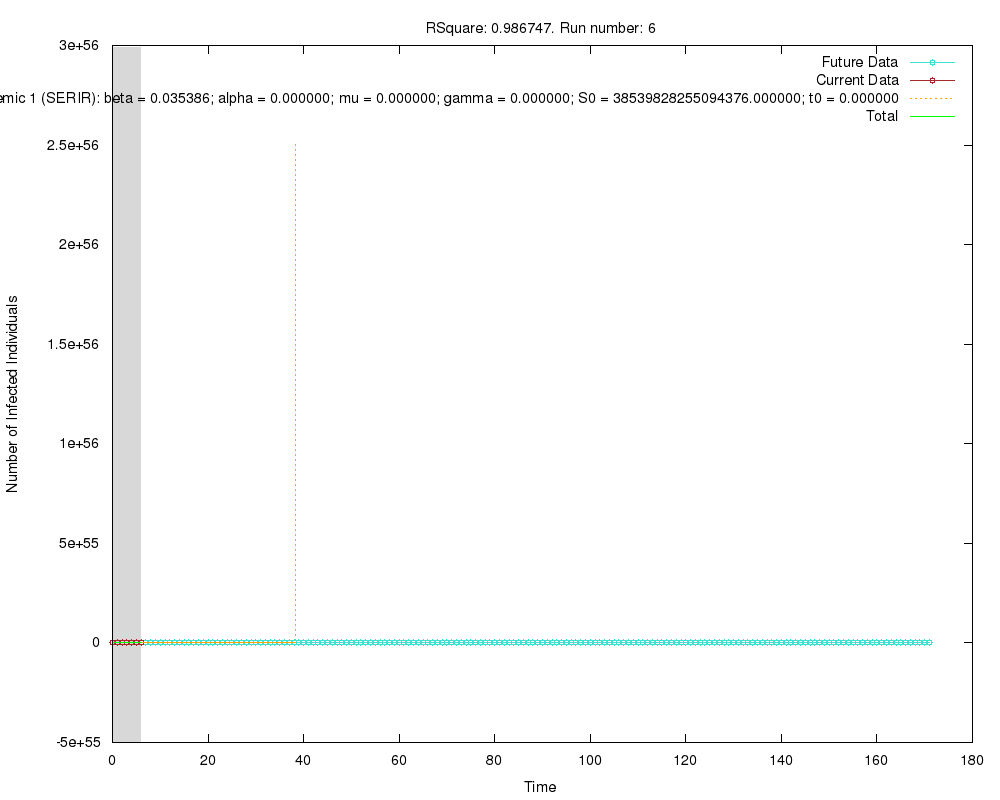 RSquare: 0.986747. Run number: 6
3e+56
Future Data
Current Data
emic 1 (SERIR): beta = 0.035386; alpha = 0.000000; mu = 0.000000; gamma = 0.000000; S0 = 38539828255094376.000000; t0 = 0.000000
Total
2.5e+56
2e+56
1.5e+56
1e+56
5e+55
0
-5e+55
Number of Infected Individuals
0 20 40 60 80 100 120 140 160 180
Time